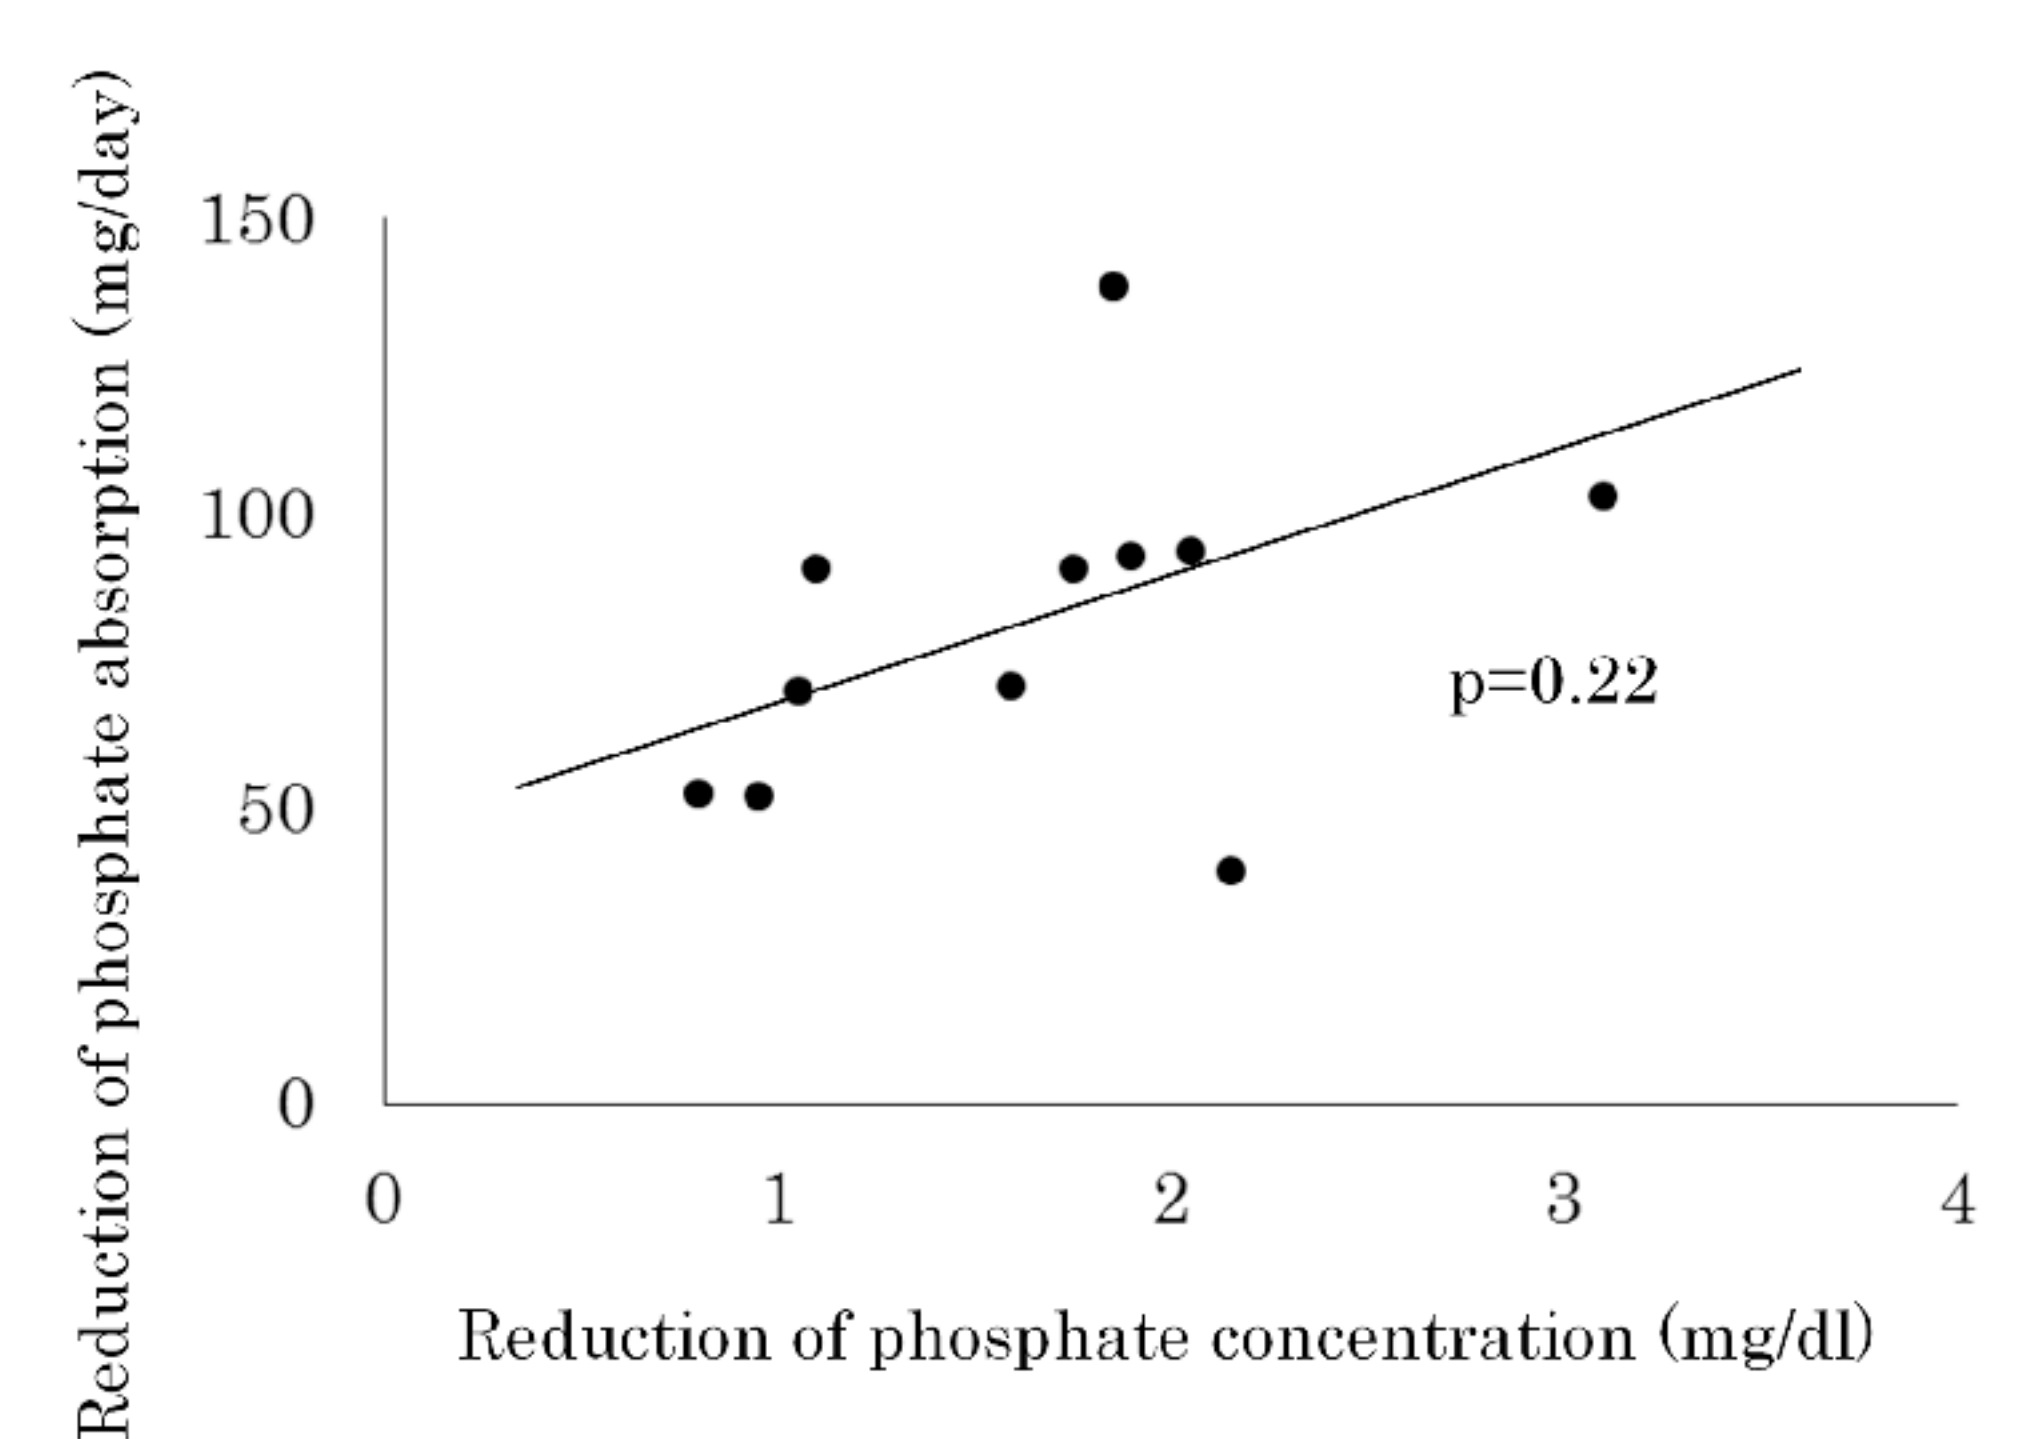 Reduction of phosphate absorption (mg/day)
150
100
50
0
p=0.22
0 1 2 3 4
Reduction of phosphate concentration (mg/dl)